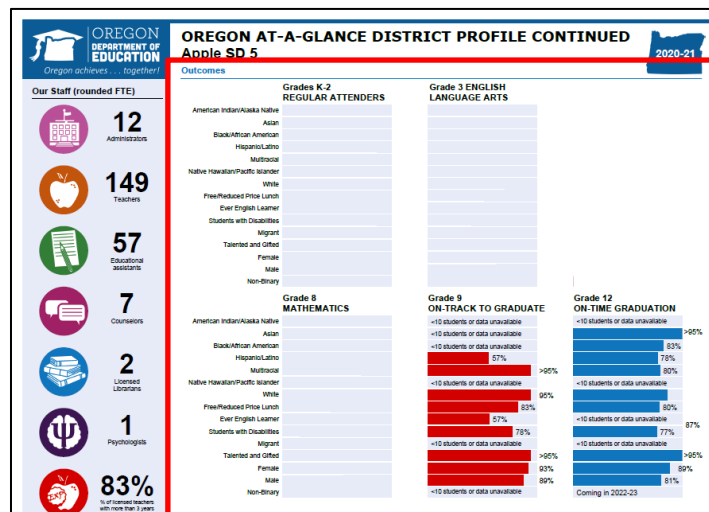 OREGON
DEPARTMENT OF
EDUCATION
Oregon achieves . . . together!
OREGON AT-A-GLANCE DISTRICT PROFILE CONTINUED
Apple SD 5
2020-21
Our Staff (rounded FTE)
12
Administrators
149
Teachers
57
Educational
assistants
7
Counselors
2
Licensed
Librarians
1
Psychologists
EXP
83%
% of licensed teachers
with more than 3 years
Outcomes
Grades K-2
REGULAR ATTENDERS
Grade 3 ENGLISH
LANGUAGE ARTS
American Indian/Alaska Native
Asian
Black/African American
Hispanic/Latino
Multiracial
Native Hawaiian/Pacific Islander
White
Free/Reduced Price Lunch
Ever English Learner
Students with Disabilities
Migrant
Talented and Gifted
Female
Male
Non-Binary
Grade 8
MATHEMATICS
Grade 9
ON-TRACK TO GRADUATE
Grade 12
ON-TIME GRADUATION
American Indian/Alaska Native <10 students or data unavailable <10 students or data unavailable
Asian <10 students or data unavailable >95%
Black/African American <10 students or data unavailable 83%
Hispanic/Latino 57% 78%
Multiracial >95% 80%
Native Hawaiian/Pacific Islander <10 students or data unavailable <10 students or data unavailable
White 95%
Free/Reduced Price Lunch 83% 80%
Ever English Learner 57% <10 students or data unavailable 87%
Students with Disabilities 78% 77%
Migrant <10 students or data unavailable <10 students or data unavailable
Talented and Gifted >95% >95%
Female 93% 89%
Male 89% 81%
Non-Binary <10 students or data unavailable Coming in 2022-23